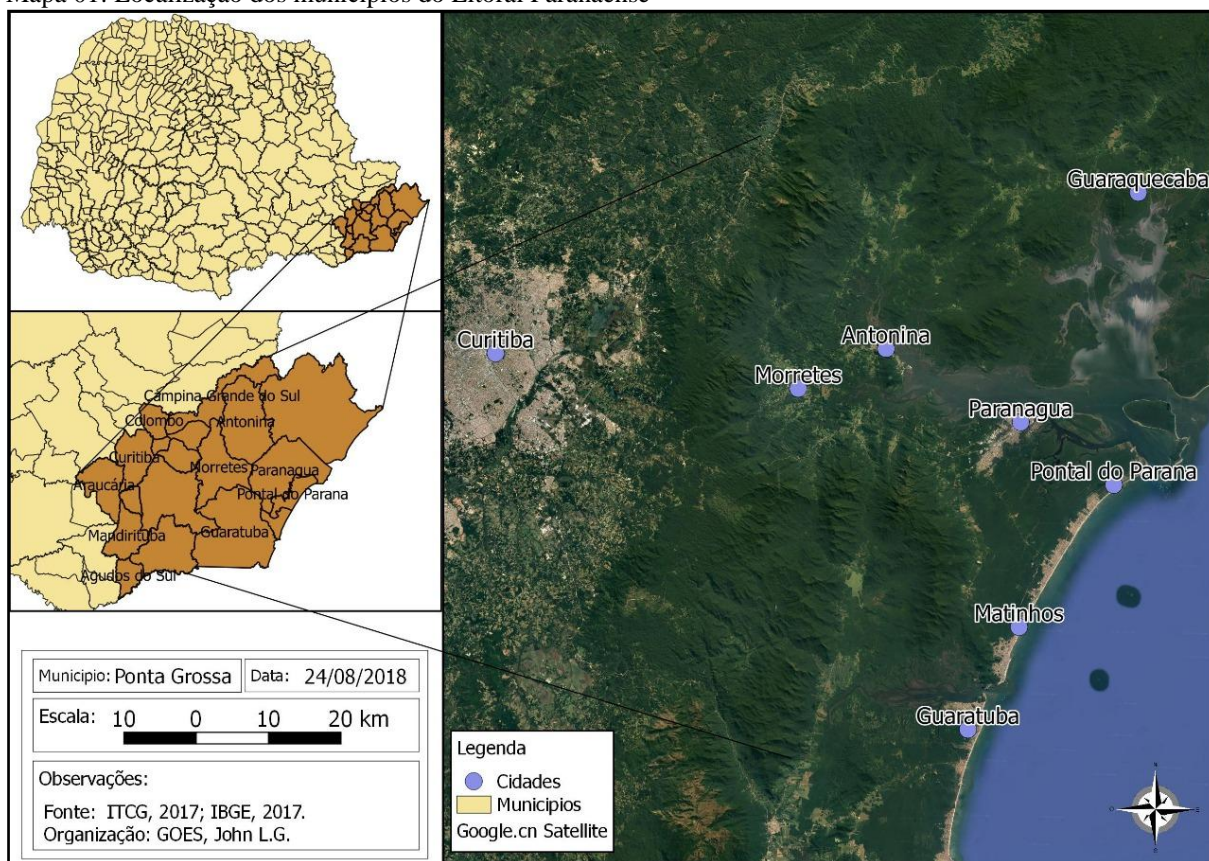 Mapa 01: Localização dos municípios do Litoral Paranaense
Campina Grande do Sul
Colombo
Antonina
Curitiba
Morretes
Paranagua
Araucária
Pontal do Parana
Mandirituba
Guaratuba
Agudos do Sul
Municipio: Ponta Grossa
Data: 24/08/2018
Escala: 10 0 10 20 km
Observações:
Fonte: ITCG, 2017; IBGE, 2017.
Organização: GOES, John L.G.
Guaraquecaba
Curitiba
Antonina
Morretes
Paranagua
Pontal do Parana
Matinhos
Guaratuba
Legenda
Cidades
Municipios
Google.cn Satellite